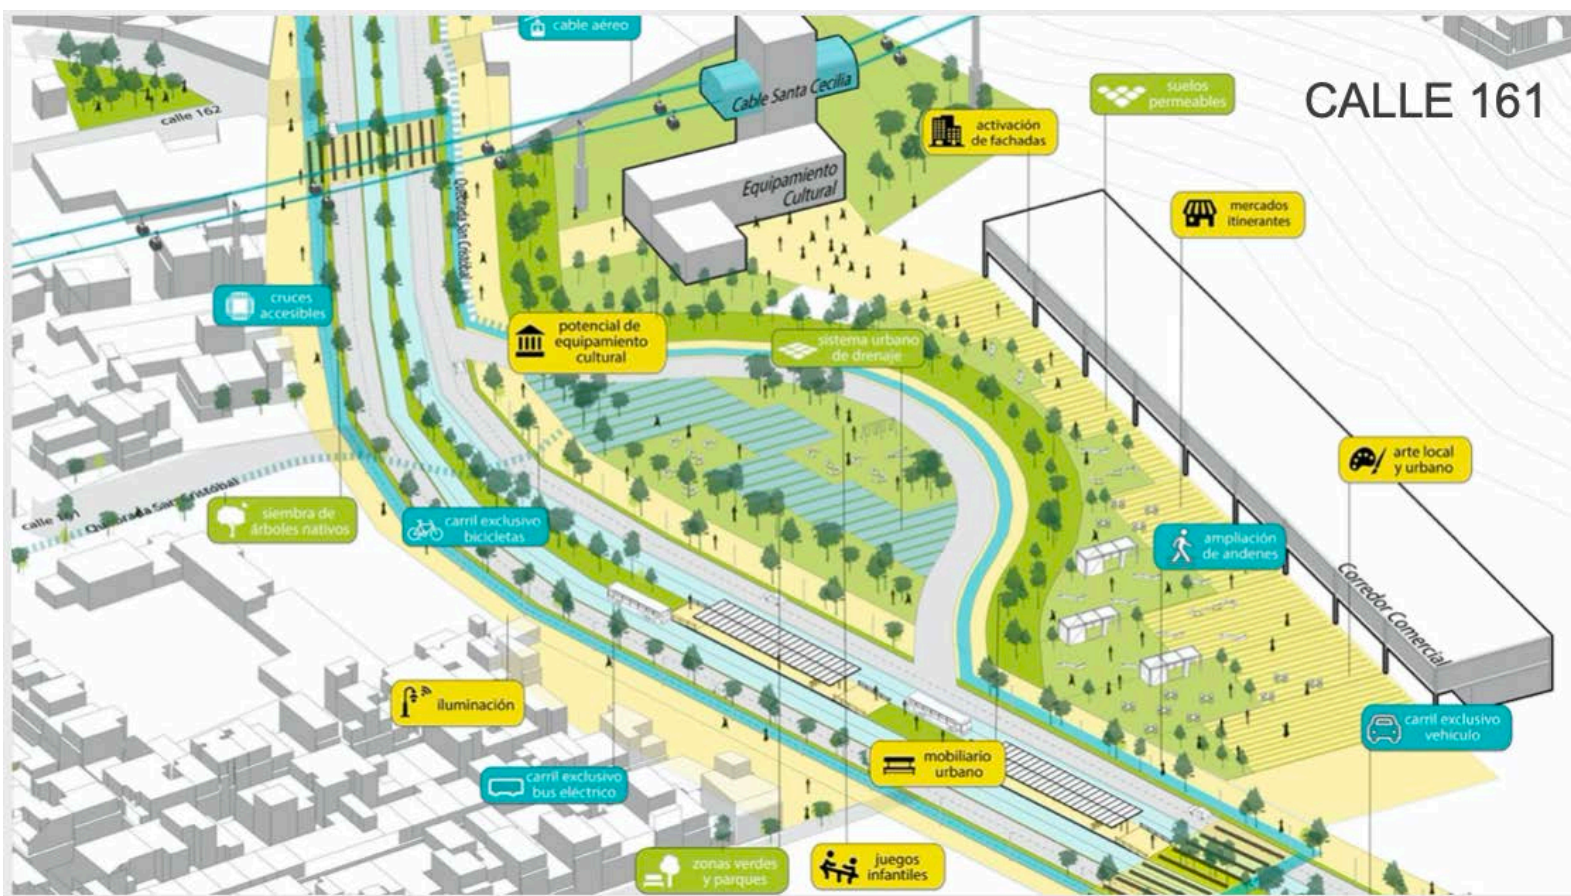 cable aéreo
CALLE 161
suelos
permeables
Cable Santa Cecilia
activación
de fachadas
calle 162
Equipamiento
Cultural
mercados
itinerantes
Quebrada San Cristóbal
cruces
accesibles
potencial de
equipamiento
cultural
sistema urbano
de drenaje
arte local
y urbano
calle 161
Quebrada San Cristóbal
siembra de
árboles nativos
carril exclusivo
bicicletas
ampliación
de andenes
Corredor Comercial
iluminación
carril exclusivo
vehículo
mobiliario
urbano
carril exclusivo
bus eléctrico
zonas verdes
y parques
juegos
infantiles